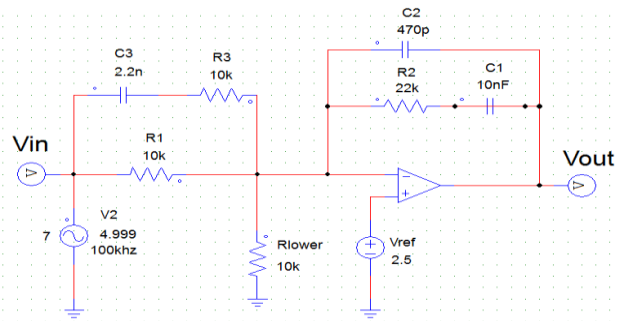 C2
470p
C3
2.2n
R3
10k
R2
22k
C1
10nF
Vin
R1
10k
Vout
V
V
V2
7
4.999
100khz
Rlower
10k
Vref
2.5